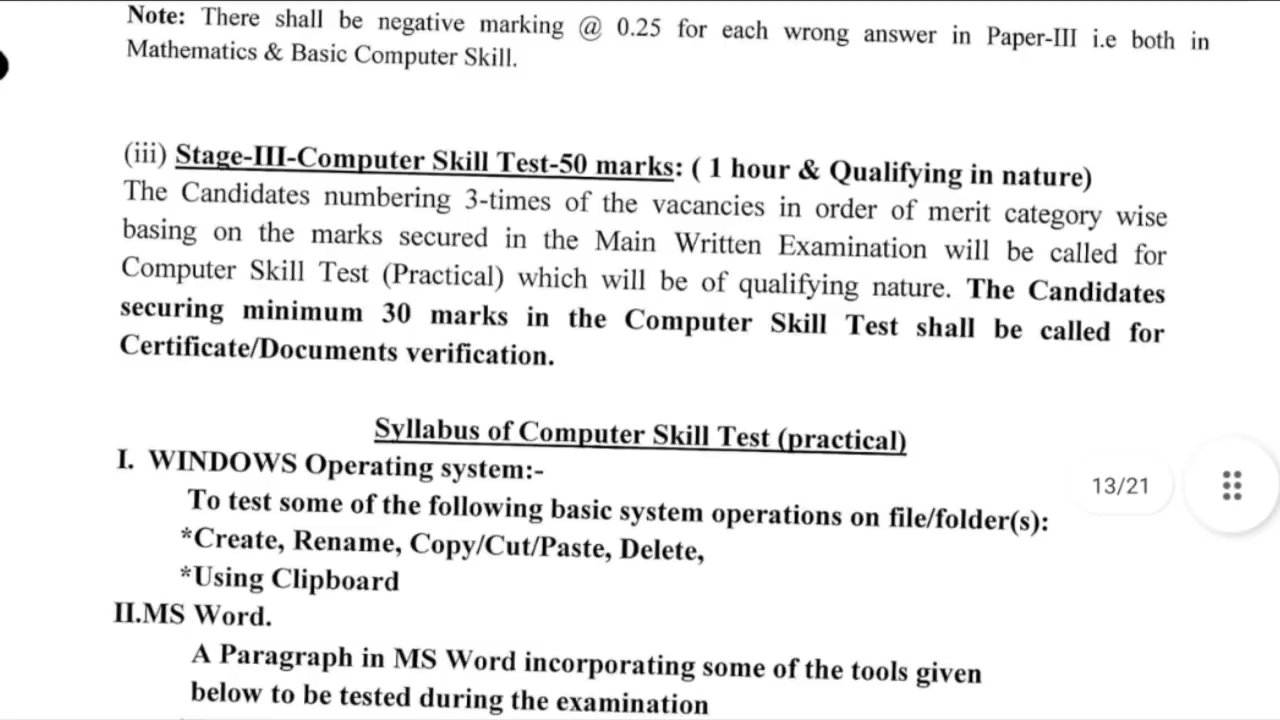 Note: There shall be negative marking @ 0.25 for each wrong answer in Paper-III i.e both in
Mathematics & Basic Computer Skill.
(iii) Stage-III-Computer Skill Test-50 marks: ( 1 hour & Qualifying in nature)
The Candidates numbering 3-times of the vacancies in order of merit category wise
basing on the marks secured in the Main Written Examination will be called for
Computer Skill Test (Practical) which will be of qualifying nature. The Candidates
securing minimum 30 marks in the Computer Skill Test shall be called for
Certificate/Documents verification.
Syllabus of Computer Skill Test (practical)
I. WINDOWS Operating system:-
13/21
To test some of the following basic system operations on file/folder(s):
*Create, Rename, Copy/Cut/Paste, Delete,
*Using Clipboard
II.MS Word.
A Paragraph in MS Word incorporating some of the tools given
below to be tested during the examination